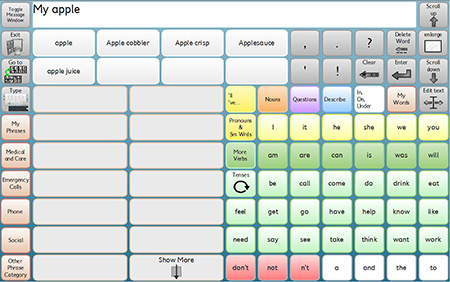 Toggle Message Window
My apple
Scroll up
Exit
apple
Apple cobbler
Apple crisp
Applesauce
,
.
?
Delete Word
enlarge
Go to
apple juice
'
!
Clear
Enter
Scroll down
Type
'll 've...
Nouns
Questions
Describe
In, On, Under
My Words
Edit text
My Phrases
Pronouns & Sm Wrds
I
it
he
she
we
you
Medical and Care
More Verbs
am
are
can
is
was
will
Emergency Calls
Tenses
be
call
come
do
drink
eat
Phone
feel
get
go
have
help
know
like
Social
need
say
see
take
think
want
work
Other Phrase Category
Show More
don't
not
n't
a
and
the
to